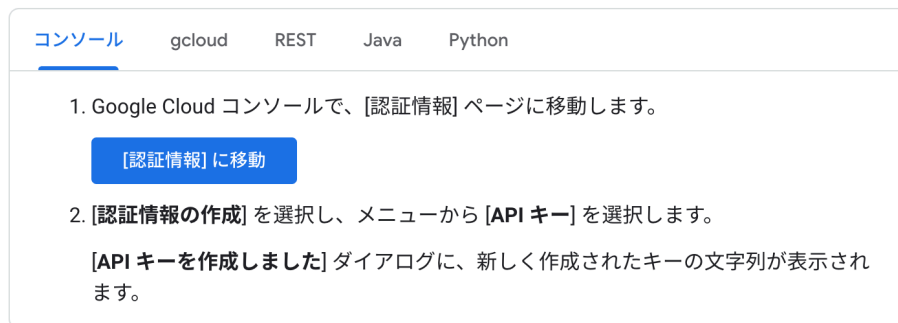 コンソール gcloud REST Java Python
1. Google Cloud コンソールで、[認証情報] ページに移動します。
[認証情報] に移動
2. [認証情報の作成] を選択し、メニューから [API キー] を選択します。
[API キーを作成しました] ダイアログに、新しく作成されたキーの文字列が表示され
ます。